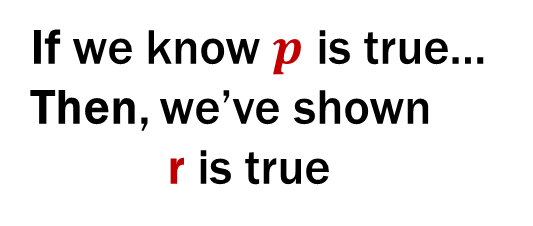 If we know p is true...
Then, we’ve shown
r is true